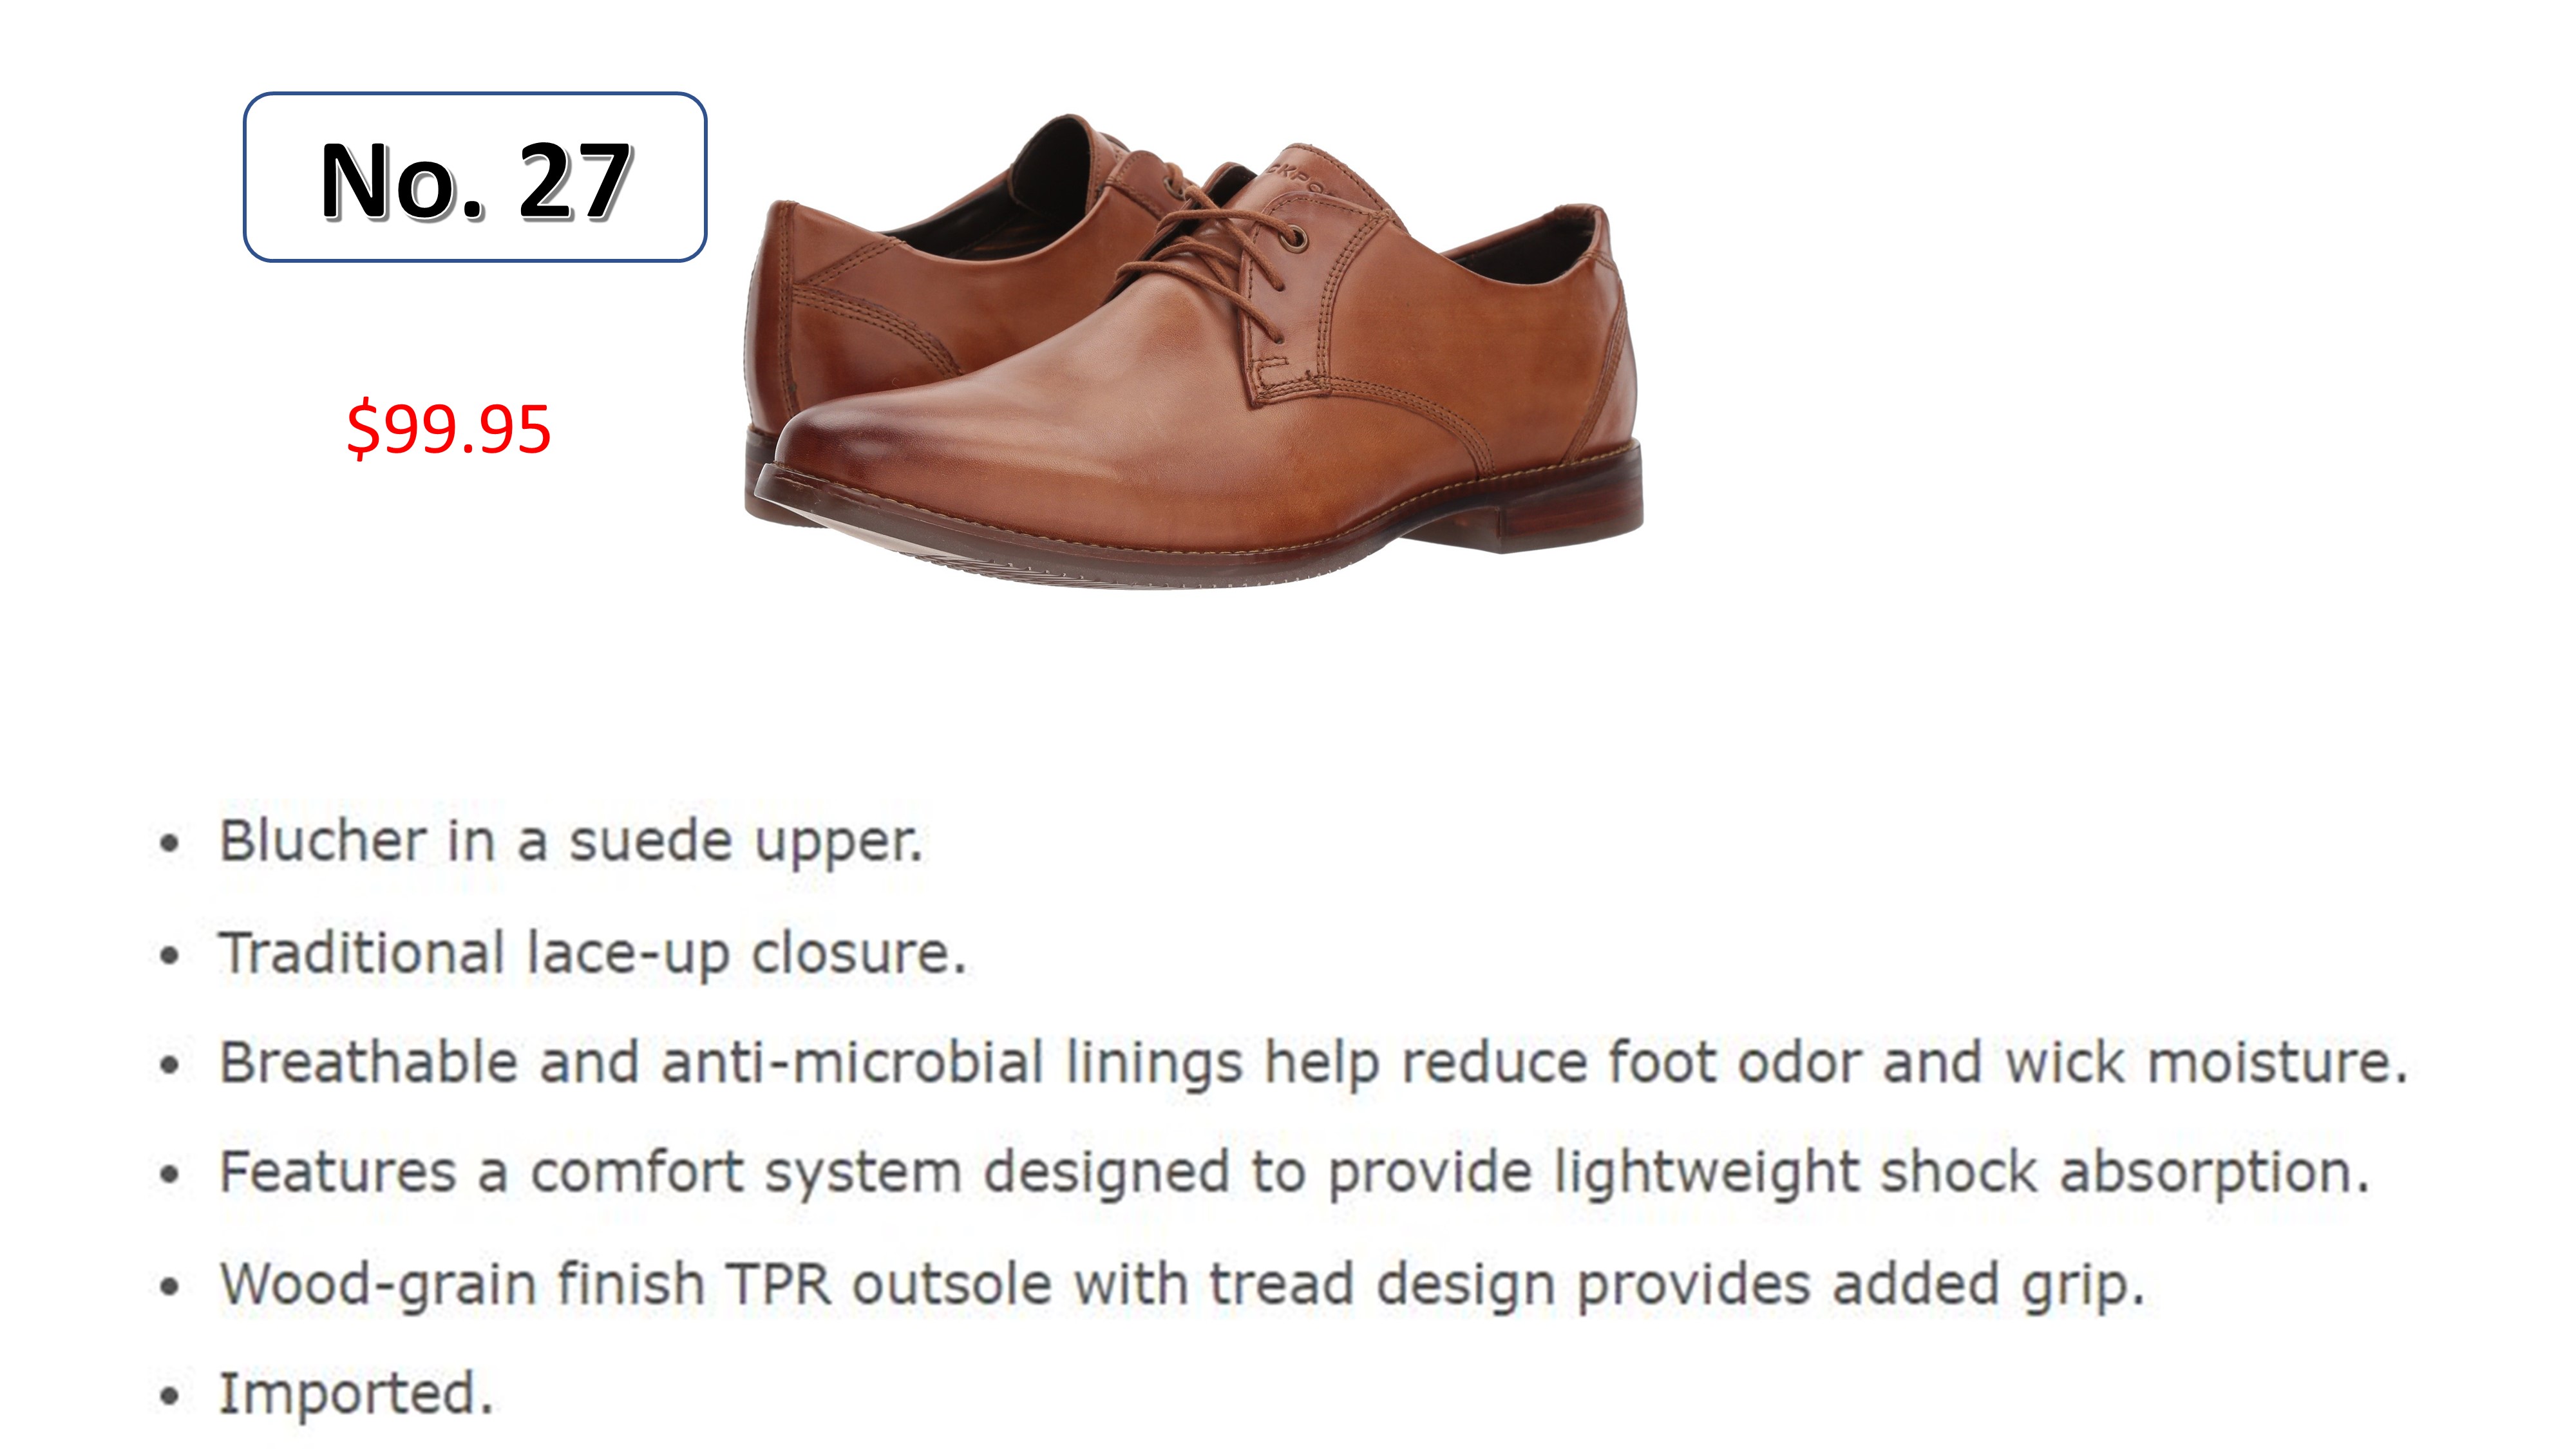 No. 27
$99.95
• Blucher in a suede upper.
• Traditional lace-up closure.
• Breathable and anti-microbial linings help reduce foot odor and wick moisture.
• Features a comfort system designed to provide lightweight shock absorption.
• Wood-grain finish TPR outsole with tread design provides added grip.
• Imported.